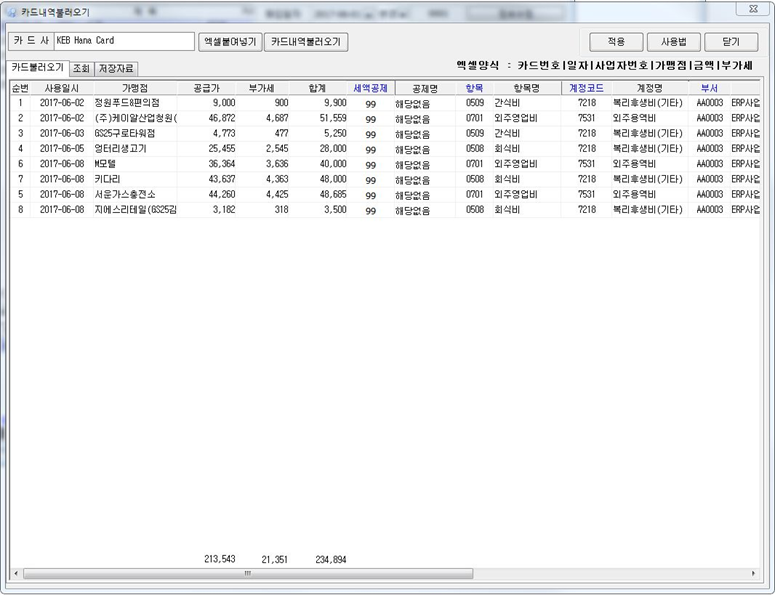 카드내역불러오기
카 드 사 KEB Hana Card 엑셀붙여넣기 카드내역불러오기 적용 사용법 닫기
카드불러오기 조회 저장자료 엑셀양식 : 카드번호|일자|사업자번호|가맹점|금액|부가세
순번 사용일시 가맹점 공급가 부가세 합계 세액공제 공제명 항목 항목명 계정코드 계정명 부서
1 2017-06-02 정원푸드8편의점 9,000 900 9,900 99 해당없음 0509 간식비 7218 복리후생비(기타) AA0003 ERP사업
2 2017-06-02 (주)케이알산업청원( 46,872 4,687 51,559 99 해당없음 0701 외주영업비 7531 외주용역비 AA0003 ERP사업
3 2017-06-03 GS25구로타워점 4,773 477 5,250 99 해당없음 0509 간식비 7218 복리후생비(기타) AA0003 ERP사업
4 2017-06-05 엉터리생고기 25,455 2,545 28,000 99 해당없음 0508 회식비 7218 복리후생비(기타) AA0003 ERP사업
6 2017-06-08 M모텔 36,364 3,636 40,000 99 해당없음 0701 외주영업비 7531 외주용역비 AA0003 ERP사업
7 2017-06-08 키다리 43,637 4,363 48,000 99 해당없음 0508 회식비 7218 복리후생비(기타) AA0003 ERP사업
5 2017-06-08 서운가스충전소 44,260 4,425 48,685 99 해당없음 0701 외주영업비 7531 외주용역비 AA0003 ERP사업
8 2017-06-08 지에스리테일(GS25김 3,182 318 3,500 99 해당없음 0508 회식비 7218 복리후생비(기타) AA0003 ERP사업
213,543 21,351 234,894